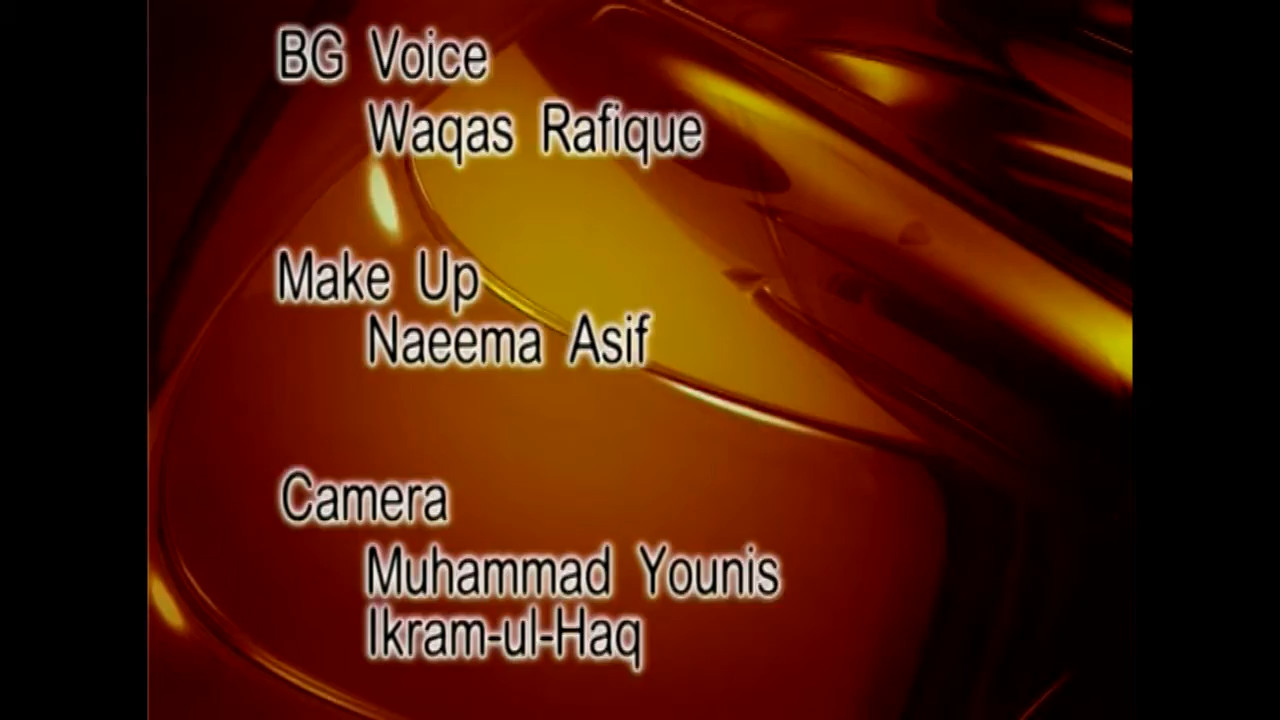 BG Voice
Waqas Rafique
Make Up
Naeema Asif
Camera
Muhammad Younis
Ikram-ul-Haq